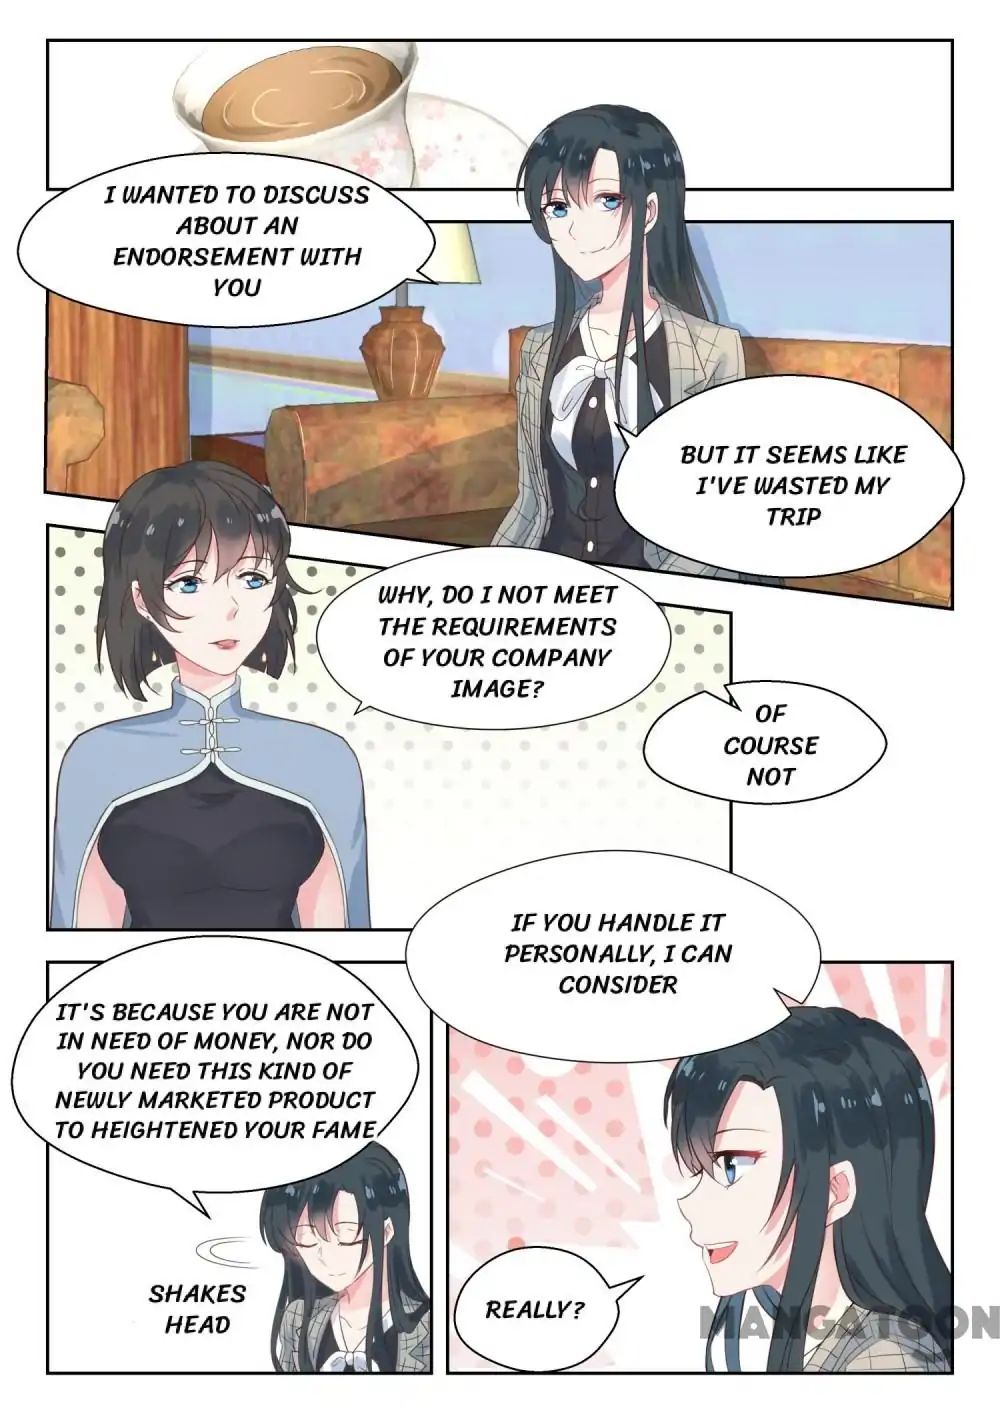 I WANTED TO DISCUSS
ABOUT AN
ENDORSEMENT WITH
YOU
BUT IT SEEMS LIKE
I'VE WASTED MY
TRIP
WHY, DO I NOT MEET
THE REQUIREMENTS
OF YOUR COMPANY
IMAGE?
OF
COURSE
NOT
IT'S BECAUSE YOU ARE NOT
IN NEED OF MONEY, NOR DO
YOU NEED THIS KIND OF
NEWLY MARKETED PRODUCT
TO HEIGHTENED YOUR FAME
SHAKES
HEAD
IF YOU HANDLE IT
PERSONALLY, I CAN
CONSIDER
REALLY?
MANGATOON